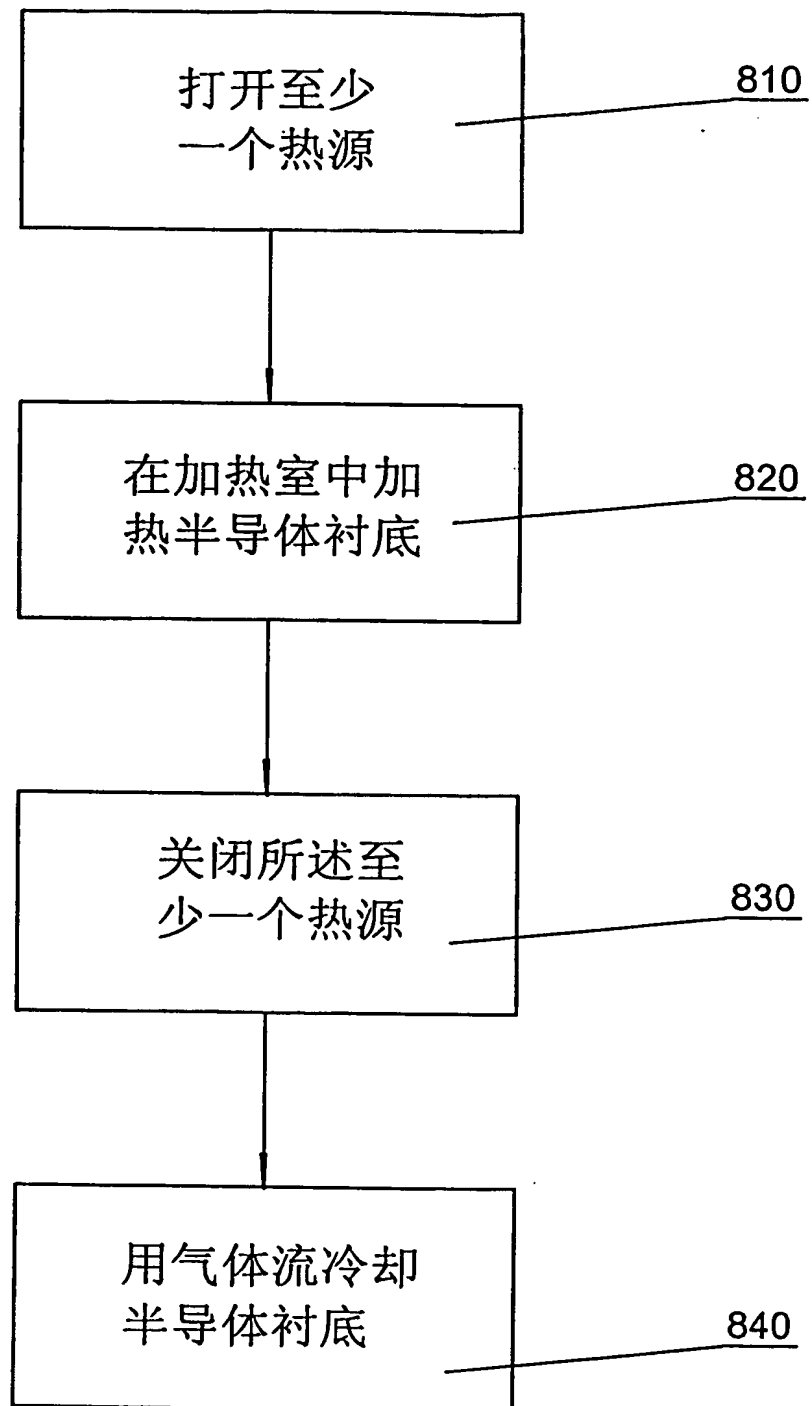 打开至少
一个热源
810
在加热室中加
热半导体衬底
820
关闭所述至
少一个热源
830
用气体流冷却
半导体衬底
840